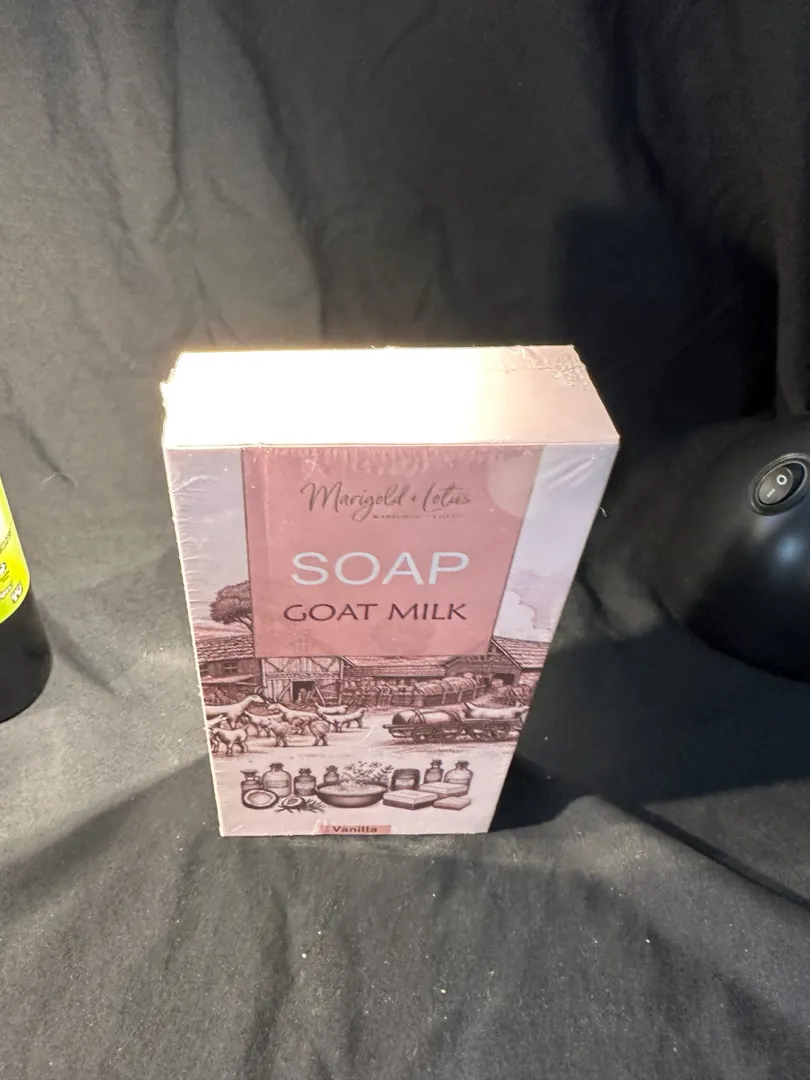 Marigold + Lotus
SOAP
GOAT MILK
Vanilla